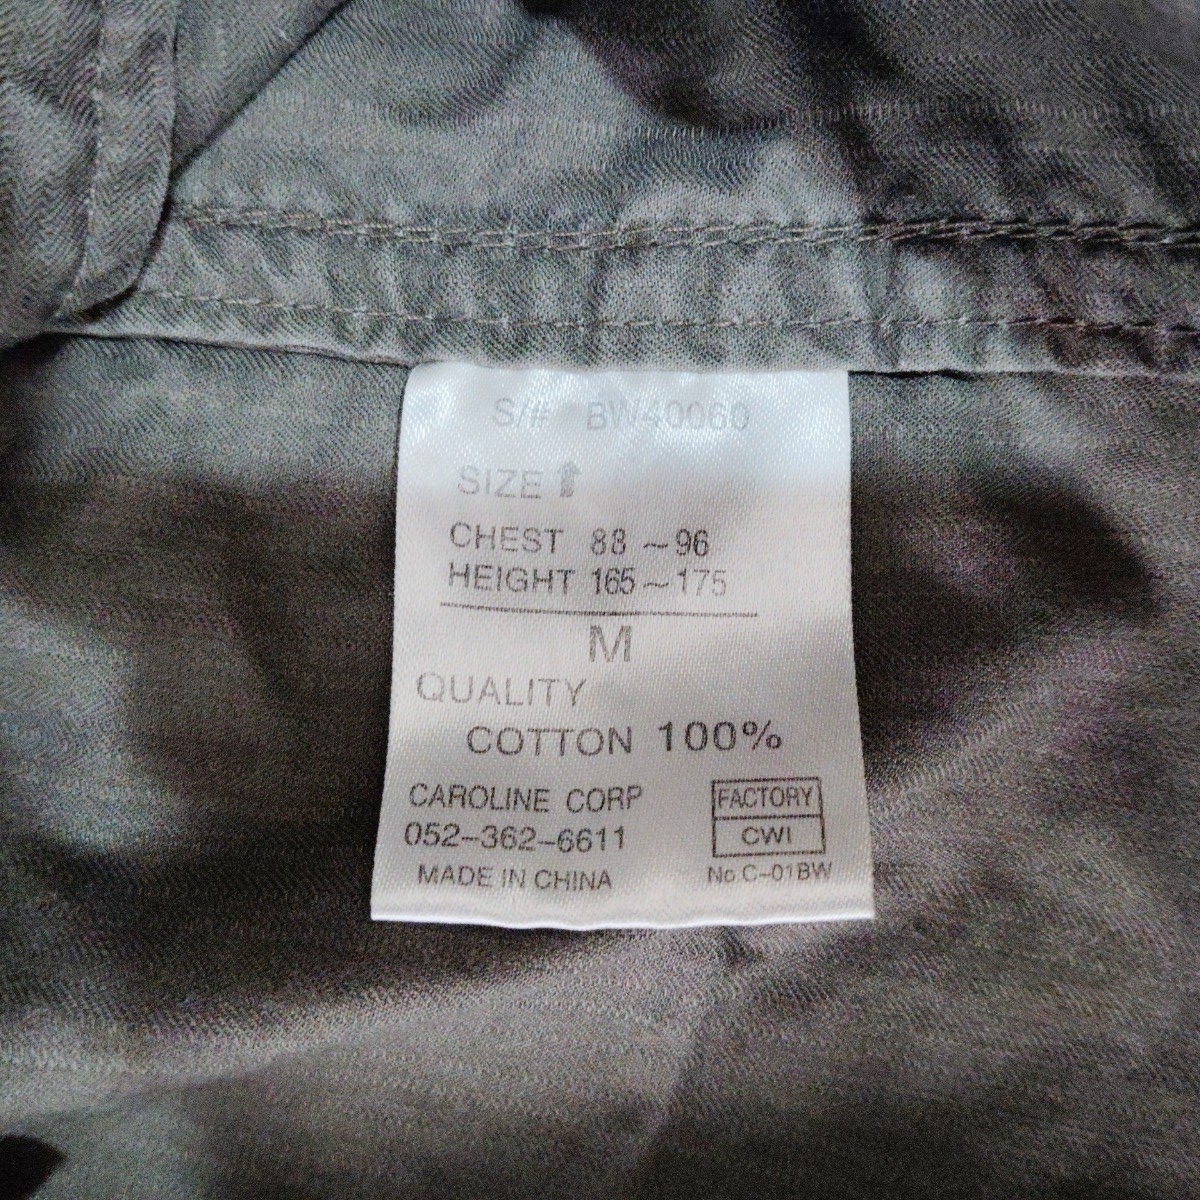 S/# BW40060
SIZE ⬆
CHEST 88 ~96
HEIGHT 165~175
M
QUALITY
COTTON 100%
CAROLINE CORP
052-362-6611
MADE IN CHINA
FACTORY
CWI
No C-01BW